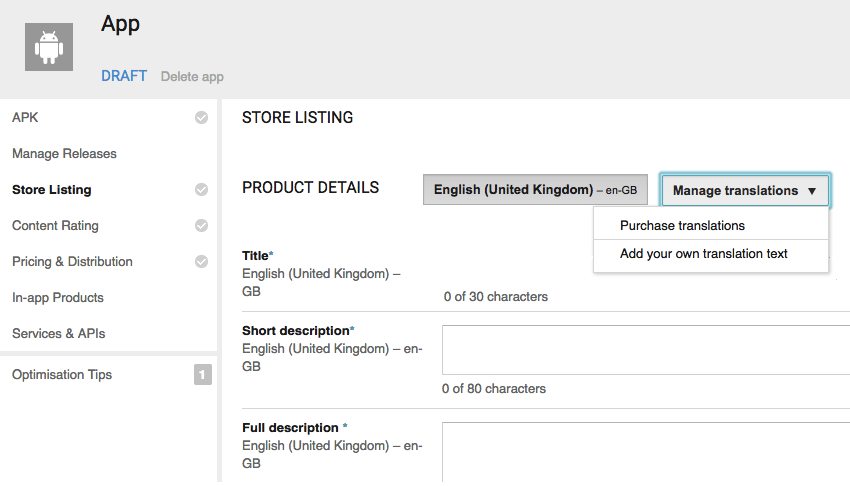 App
DRAFT Delete app
APK
Manage Releases
Store Listing
Content Rating
Pricing & Distribution
In-app Products
Services & APIs
Optimisation Tips 1
STORE LISTING
PRODUCT DETAILS
English (United Kingdom) – en-GB
Manage translations
Purchase translations
Add your own translation text
Title*
English (United Kingdom) –
GB
0 of 30 characters
Short description*
English (United Kingdom) – en-
GB
0 of 80 characters
Full description *
English (United Kingdom) – en-
GB